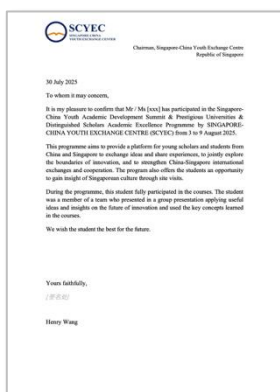 SCYEC
SINGAPORE-CHINA
YOUTH EXCHANGE CENTRE
Chairman, Singapore-China Youth Exchange Centre
Republic of Singapore
30 July 2025
To whom it may concern,
It is my pleasure to confirm that Mr / Ms [xxx] has participated in the Singapore-
China Youth Academic Development Summit & Prestigious Universities &
Distinguished Scholars Academic Excellence Programme by SINGAPORE-
CHINA YOUTH EXCHANGE CENTRE (SCYEC) from 3 to 9 August 2025.
This programme aims to provide a platform for young scholars and students from
China and Singapore to exchange ideas and share experiences, to jointly explore
the boundaries of innovation, and to strengthen China-Singapore international
exchanges and cooperation. The program also offers the students an opportunity
to gain insight of Singaporean culture through site visits.
During the programme, this student fully participated in the courses. The student
was a member of a team who presented in a group presentation applying useful
ideas and insights on the future of innovation and used the key concepts learned
in the courses.
We wish the student the best for the future.
Yours faithfully,
Henry Wang